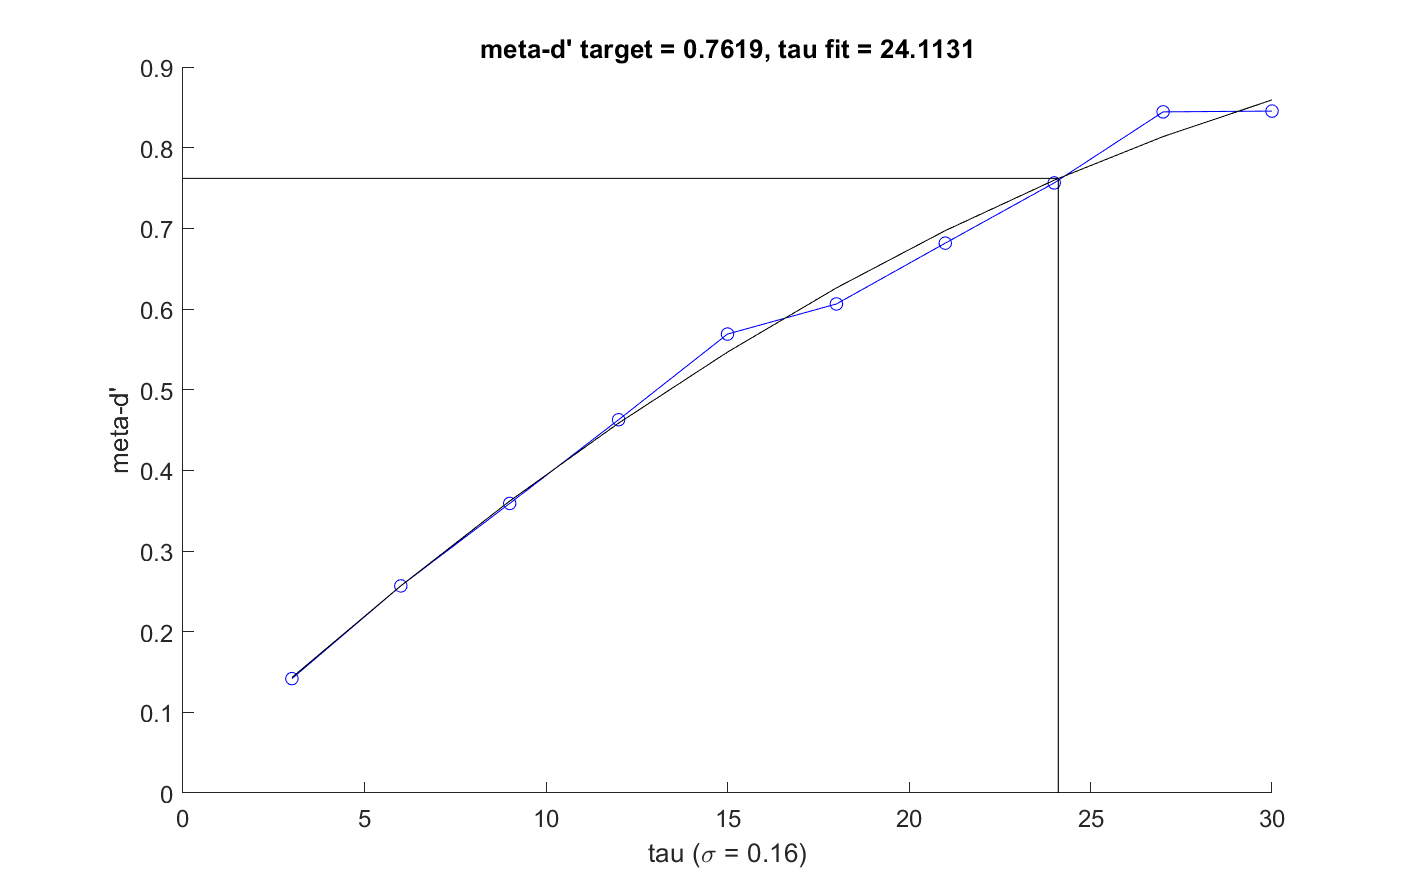 meta-d' target = 0.7619, tau fit = 24.1131
0.9
0.8
0.7
0.6
0.5
0.4
0.3
0.2
0.1
0
meta-d'
0 5 10 15 20 25 30
tau (σ = 0.16)